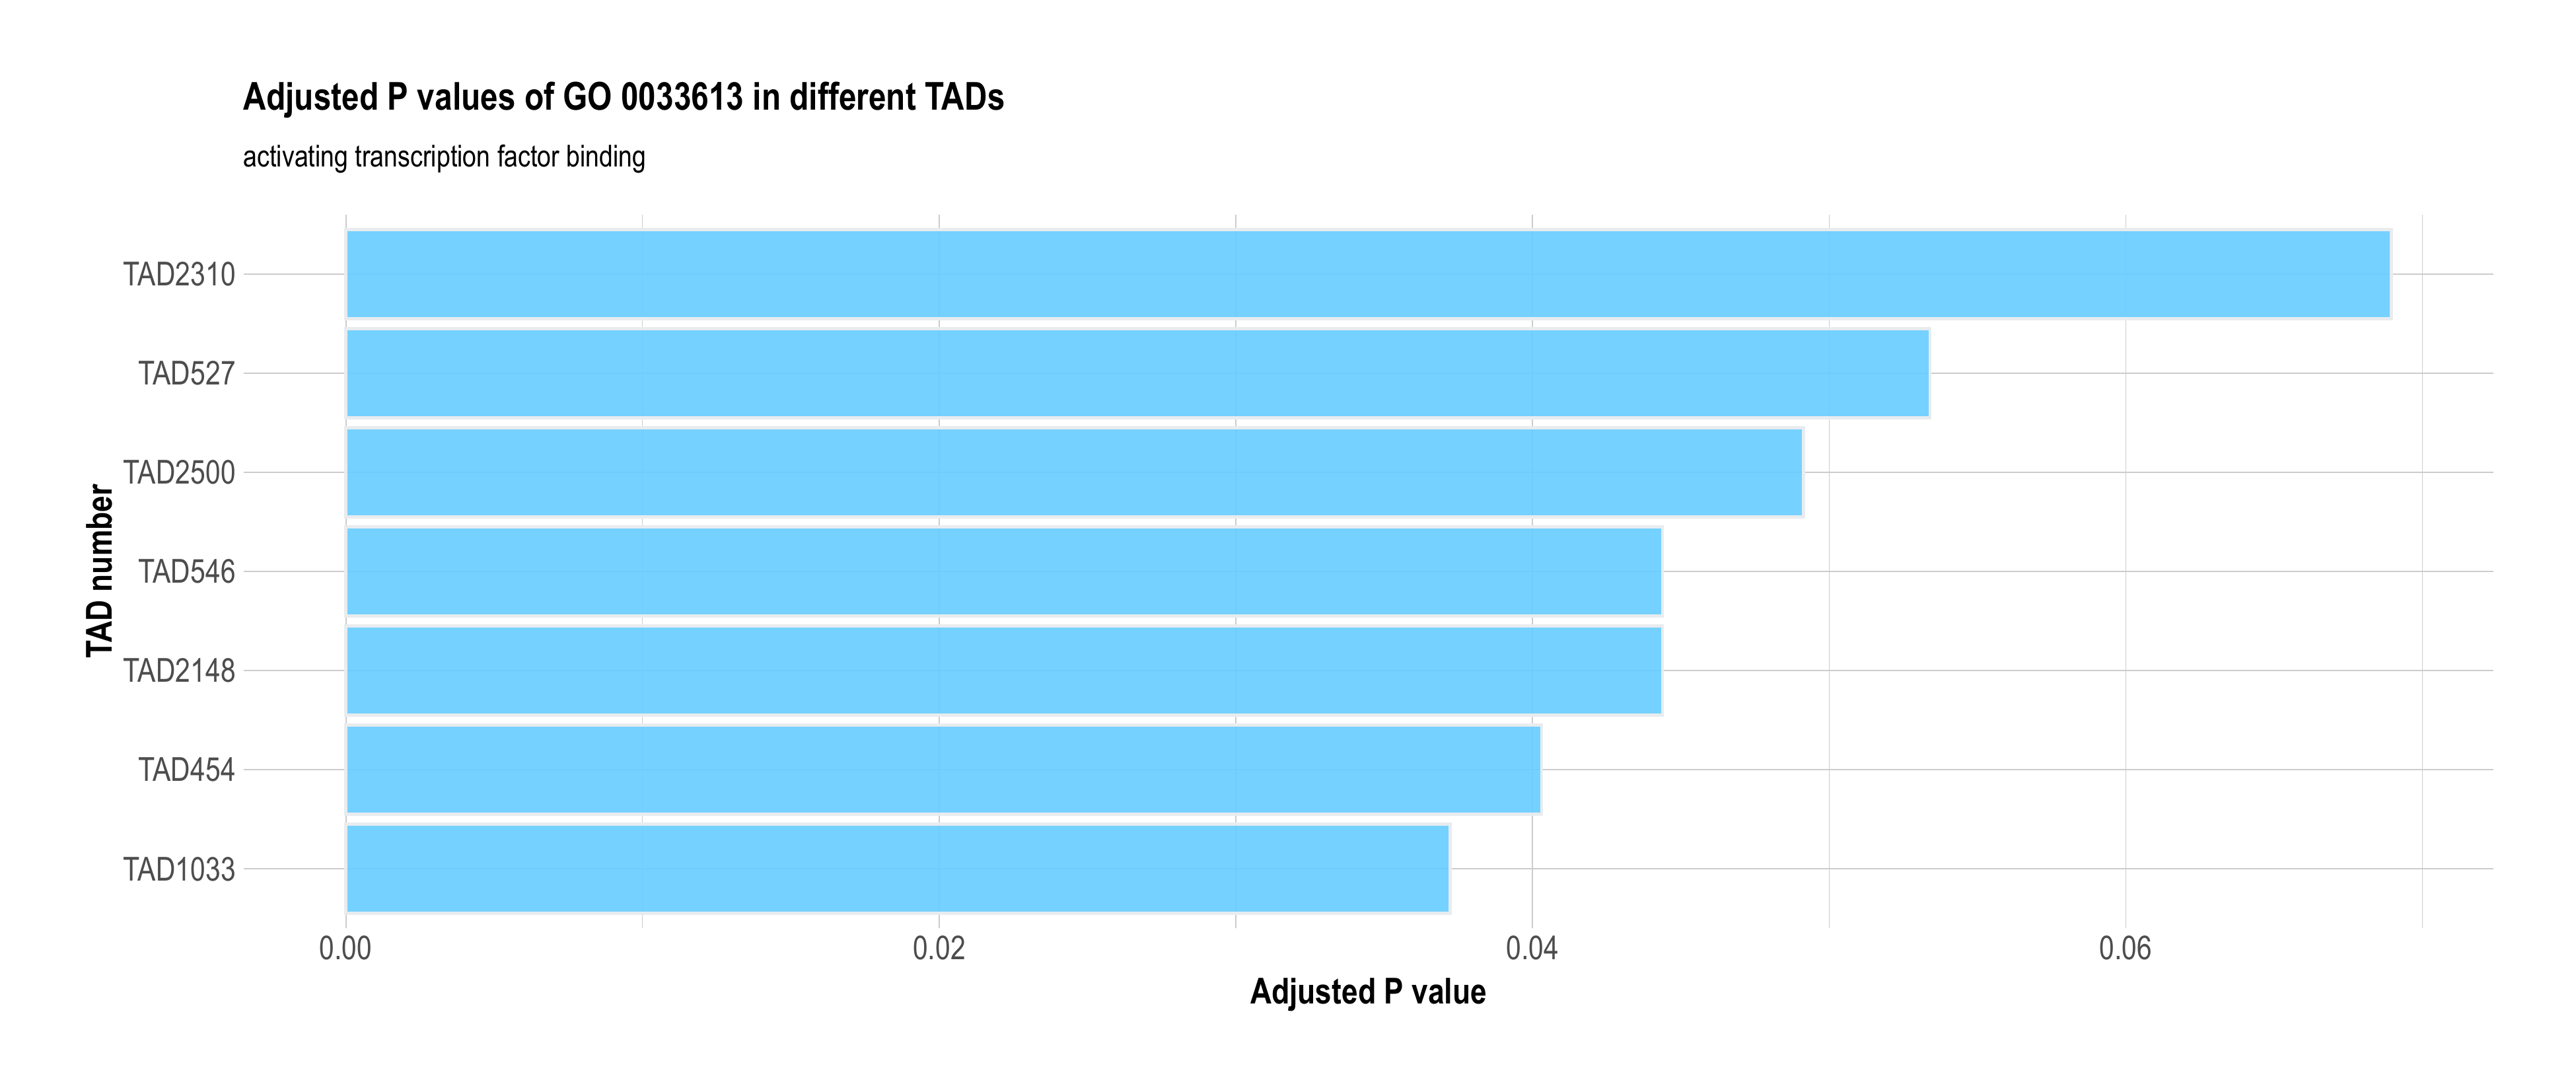 Adjusted P values of GO 0033613 in different TADs
activating transcription factor binding
TAD number
TAD2310
TAD527
TAD2500
TAD546
TAD2148
TAD454
TAD1033
0.00 0.02 0.04 0.06
Adjusted P value